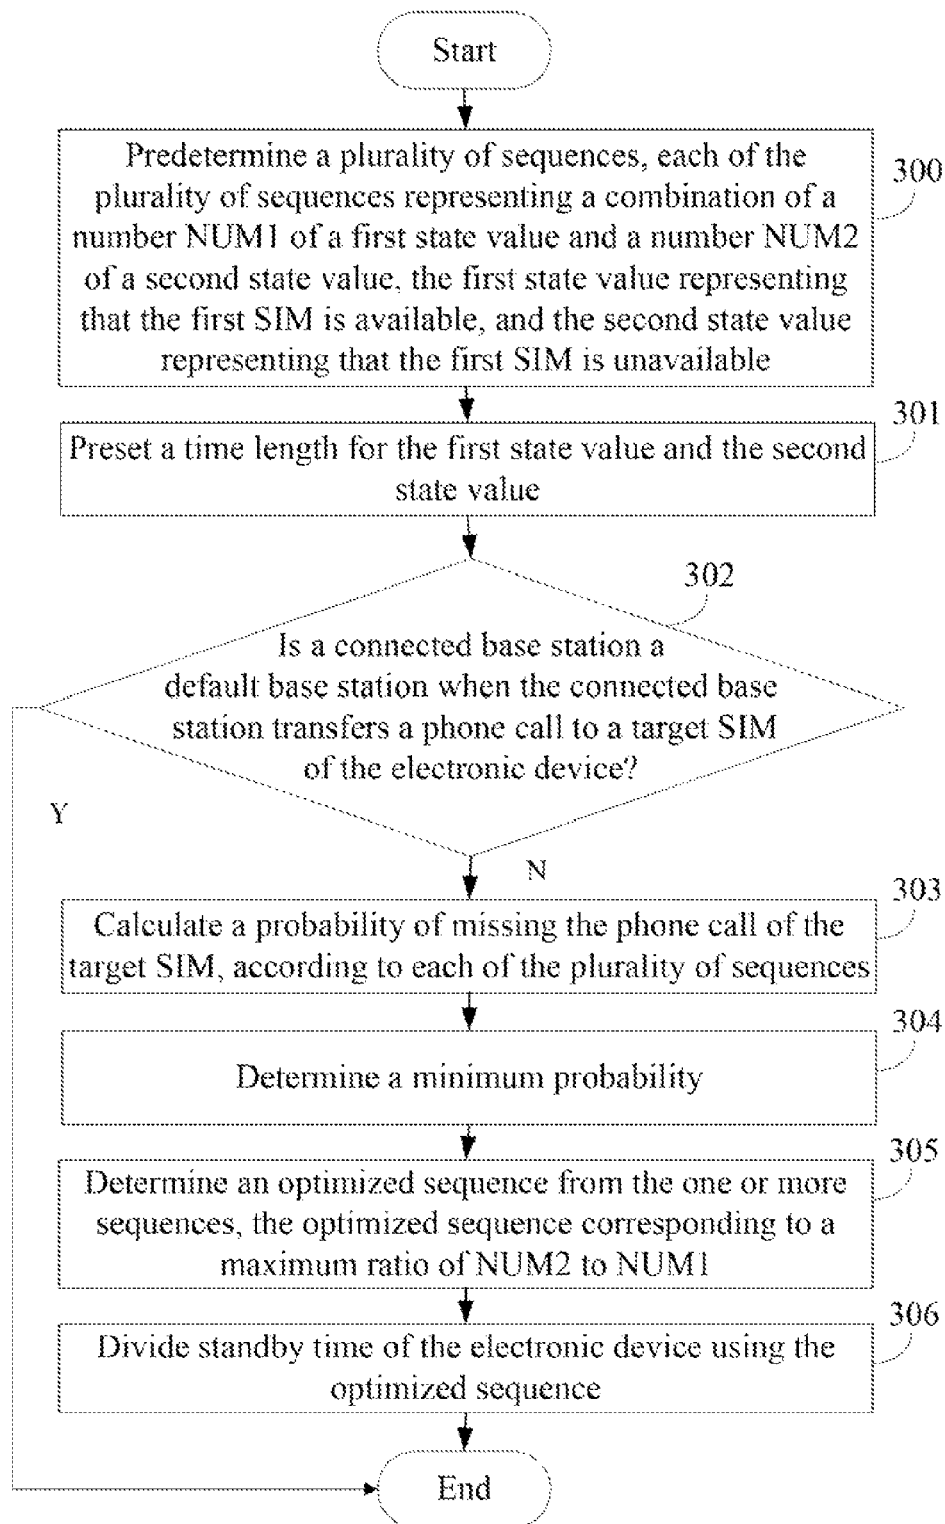 Start
Predetermine a plurality of sequences, each of the
plurality of sequences representing a combination of a
number NUM1 of a first state value and a number NUM2
of a second state value, the first state value representing
that the first SIM is available, and the second state value
representing that the first SIM is unavailable
300
Preset a time length for the first state value and the second
state value
301
302
Is a connected base station a
default base station when the connected base
station transfers a phone call to a target SIM
of the electronic device?
Y
N
303
Calculate a probability of missing the phone call of the
target SIM, according to each of the plurality of sequences
304
Determine a minimum probability
305
Determine an optimized sequence from the one or more
sequences, the optimized sequence corresponding to a
maximum ratio of NUM2 to NUM1
306
Divide standby time of the electronic device using the
optimized sequence
End